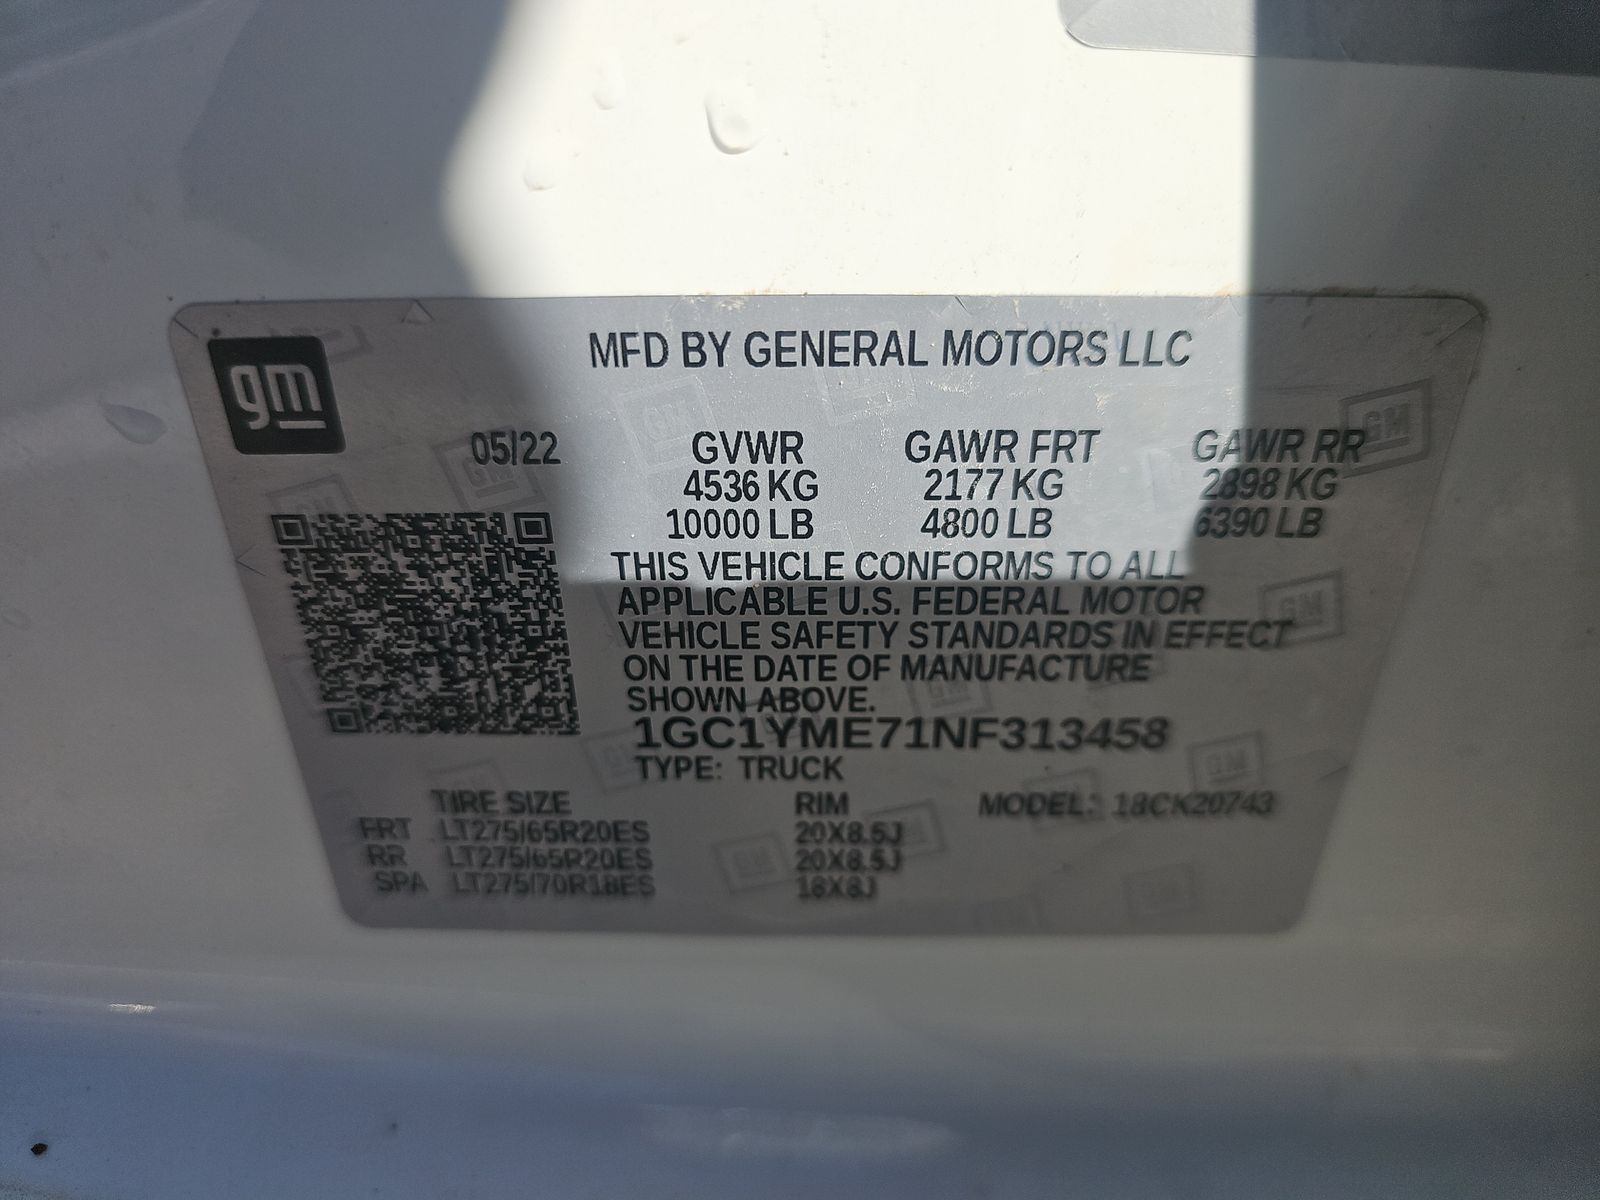 gm
MFD BY GENERAL MOTORS LLC
05/22 GVWR GAWR FRT GAWR RR
4536 KG 2177 KG 2898 KG
10000 LB 4800 LB 6390 LB
THIS VEHICLE CONFORMS TO ALL
APPLICABLE U.S. FEDERAL MOTOR
VEHICLE SAFETY STANDARDS IN EFFECT
ON THE DATE OF MANUFACTURE
SHOWN ABOVE.
1GC1YME71NF313458
TYPE: TRUCK
TIRE SIZE RIM MODEL: 18CK20743
FRT LT275/65R20ES 20X8.5J
RR LT275/65R20ES 20X8.5J
SPA LT275/70R18ES 18X8J